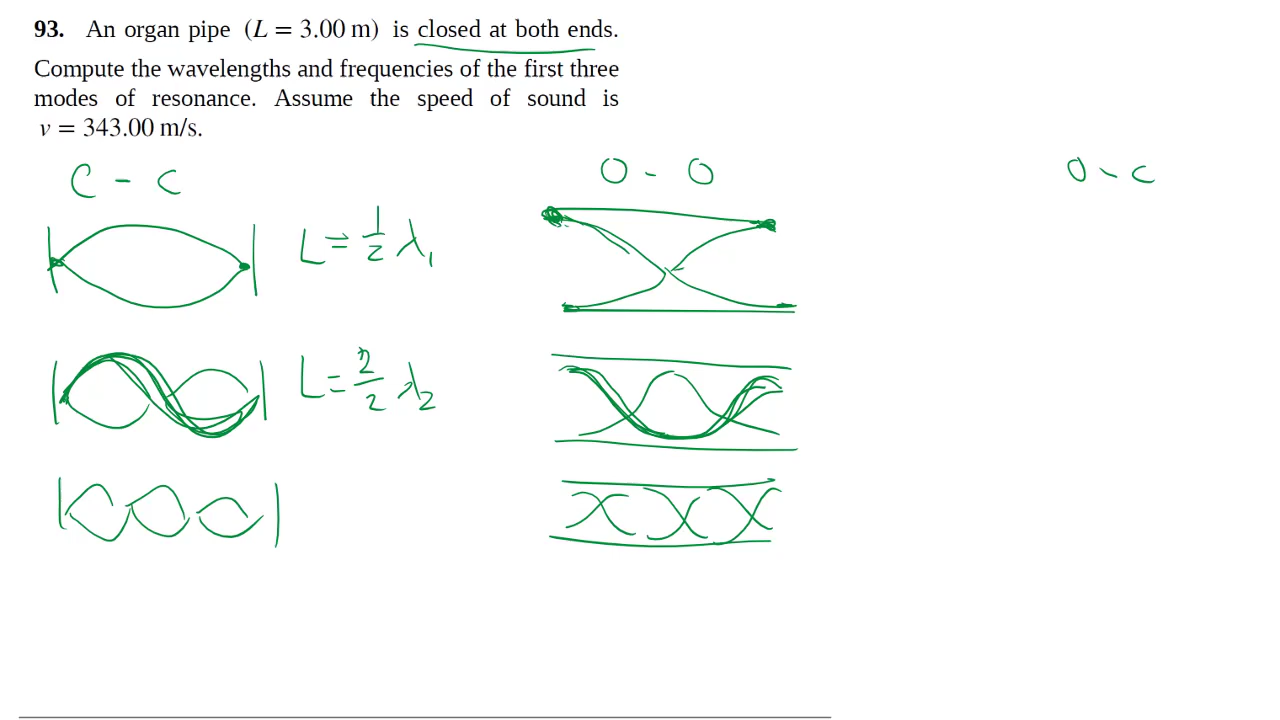 93. An organ pipe (L = 3.00 m) is closed at both ends.
Compute the wavelengths and frequencies of the first three
modes of resonance. Assume the speed of sound is
v = 343.00 m/s.
C - C
O - O
O - C
L = 1/2 λ₁
L = 2/2 λ₂